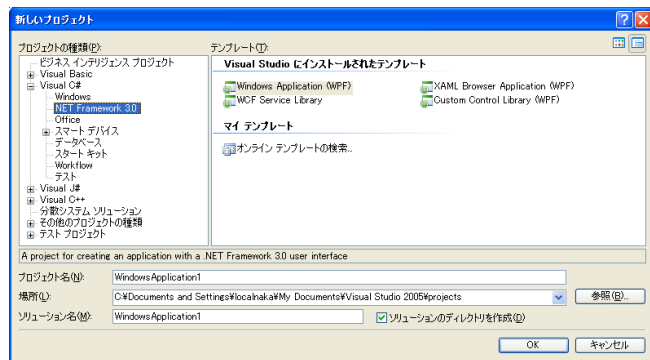 新しいプロジェクト
プロジェクトの種類(P):
テンプレート(T):
ビジネス インテリジェンス プロジェクト
Visual Basic
Visual C#
Windows
.NET Framework 3.0
Office
スマート デバイス
データベース
スタート キット
Workflow
テスト
Visual J#
Visual C++
分散システム ソリューション
その他のプロジェクトの種類
テスト プロジェクト
Visual Studio にインストールされたテンプレート
Windows Application (WPF)
XAML Browser Application (WPF)
WCF Service Library
Custom Control Library (WPF)
マイ テンプレート
オンライン テンプレートの検索...
A project for creating an application with a .NET Framework 3.0 user interface
プロジェクト名(N):
WindowsApplication1
場所(L):
C:¥Documents and Settings¥localnaka¥My Documents¥Visual Studio 2005¥projects
参照(B)...
ソリューション名(M):
WindowsApplication1
ソリューションのディレクトリを作成(D)
OK
キャンセル